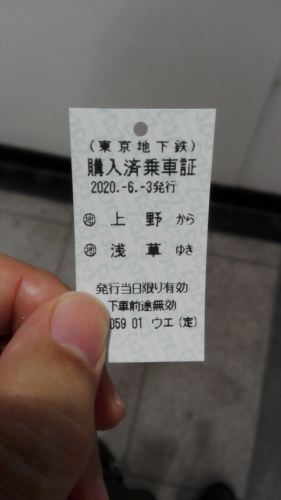 (東京地下鉄)
購入済乗車証
2020.-6.-3発行
㊞ 上野から
㊞ 浅草ゆき
発行当日限り有効
下車前途無効
059 01 ウエ(定)